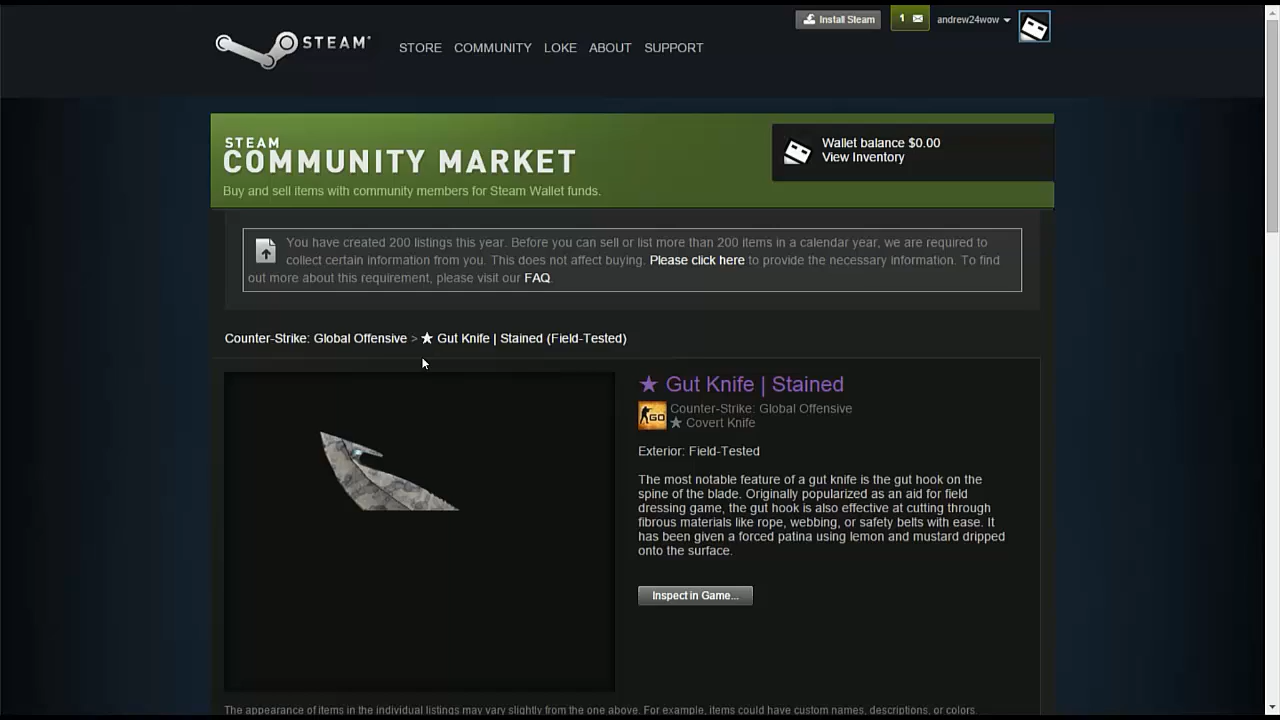 Install Steam
1
andrew24wow
STEAM
STORE COMMUNITY LOKE ABOUT SUPPORT
STEAM
COMMUNITY MARKET
Buy and sell items with community members for Steam Wallet funds.
Wallet balance $0.00
View Inventory
You have created 200 listings this year. Before you can sell or list more than 200 items in a calendar year, we are required to
collect certain information from you. This does not affect buying. Please click here to provide the necessary information. To find
out more about this requirement, please visit our FAQ.
Counter-Strike: Global Offensive > ★ Gut Knife | Stained (Field-Tested)
★ Gut Knife | Stained
GO
Counter-Strike: Global Offensive
★ Covert Knife
Exterior: Field-Tested
The most notable feature of a gut knife is the gut hook on the
spine of the blade. Originally popularized as an aid for field
dressing game, the gut hook is also effective at cutting through
fibrous materials like rope, webbing, or safety belts with ease. It
has been given a forced patina using lemon and mustard dripped
onto the surface.
Inspect in Game...
The appearance of items in the individual listings may vary slightly from the one above. For example, items could have custom names, descriptions, or colors.